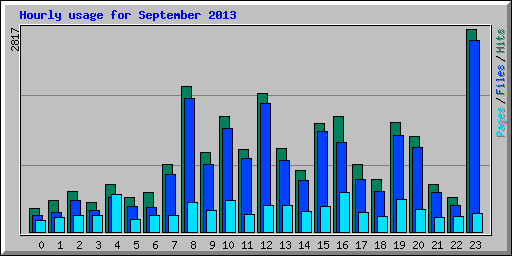 Hourly usage for September 2013
2817
Pages / Files / Hits
0 1 2 3 4 5 6 7 8 9 10 11 12 13 14 15 16 17 18 19 20 21 22 23